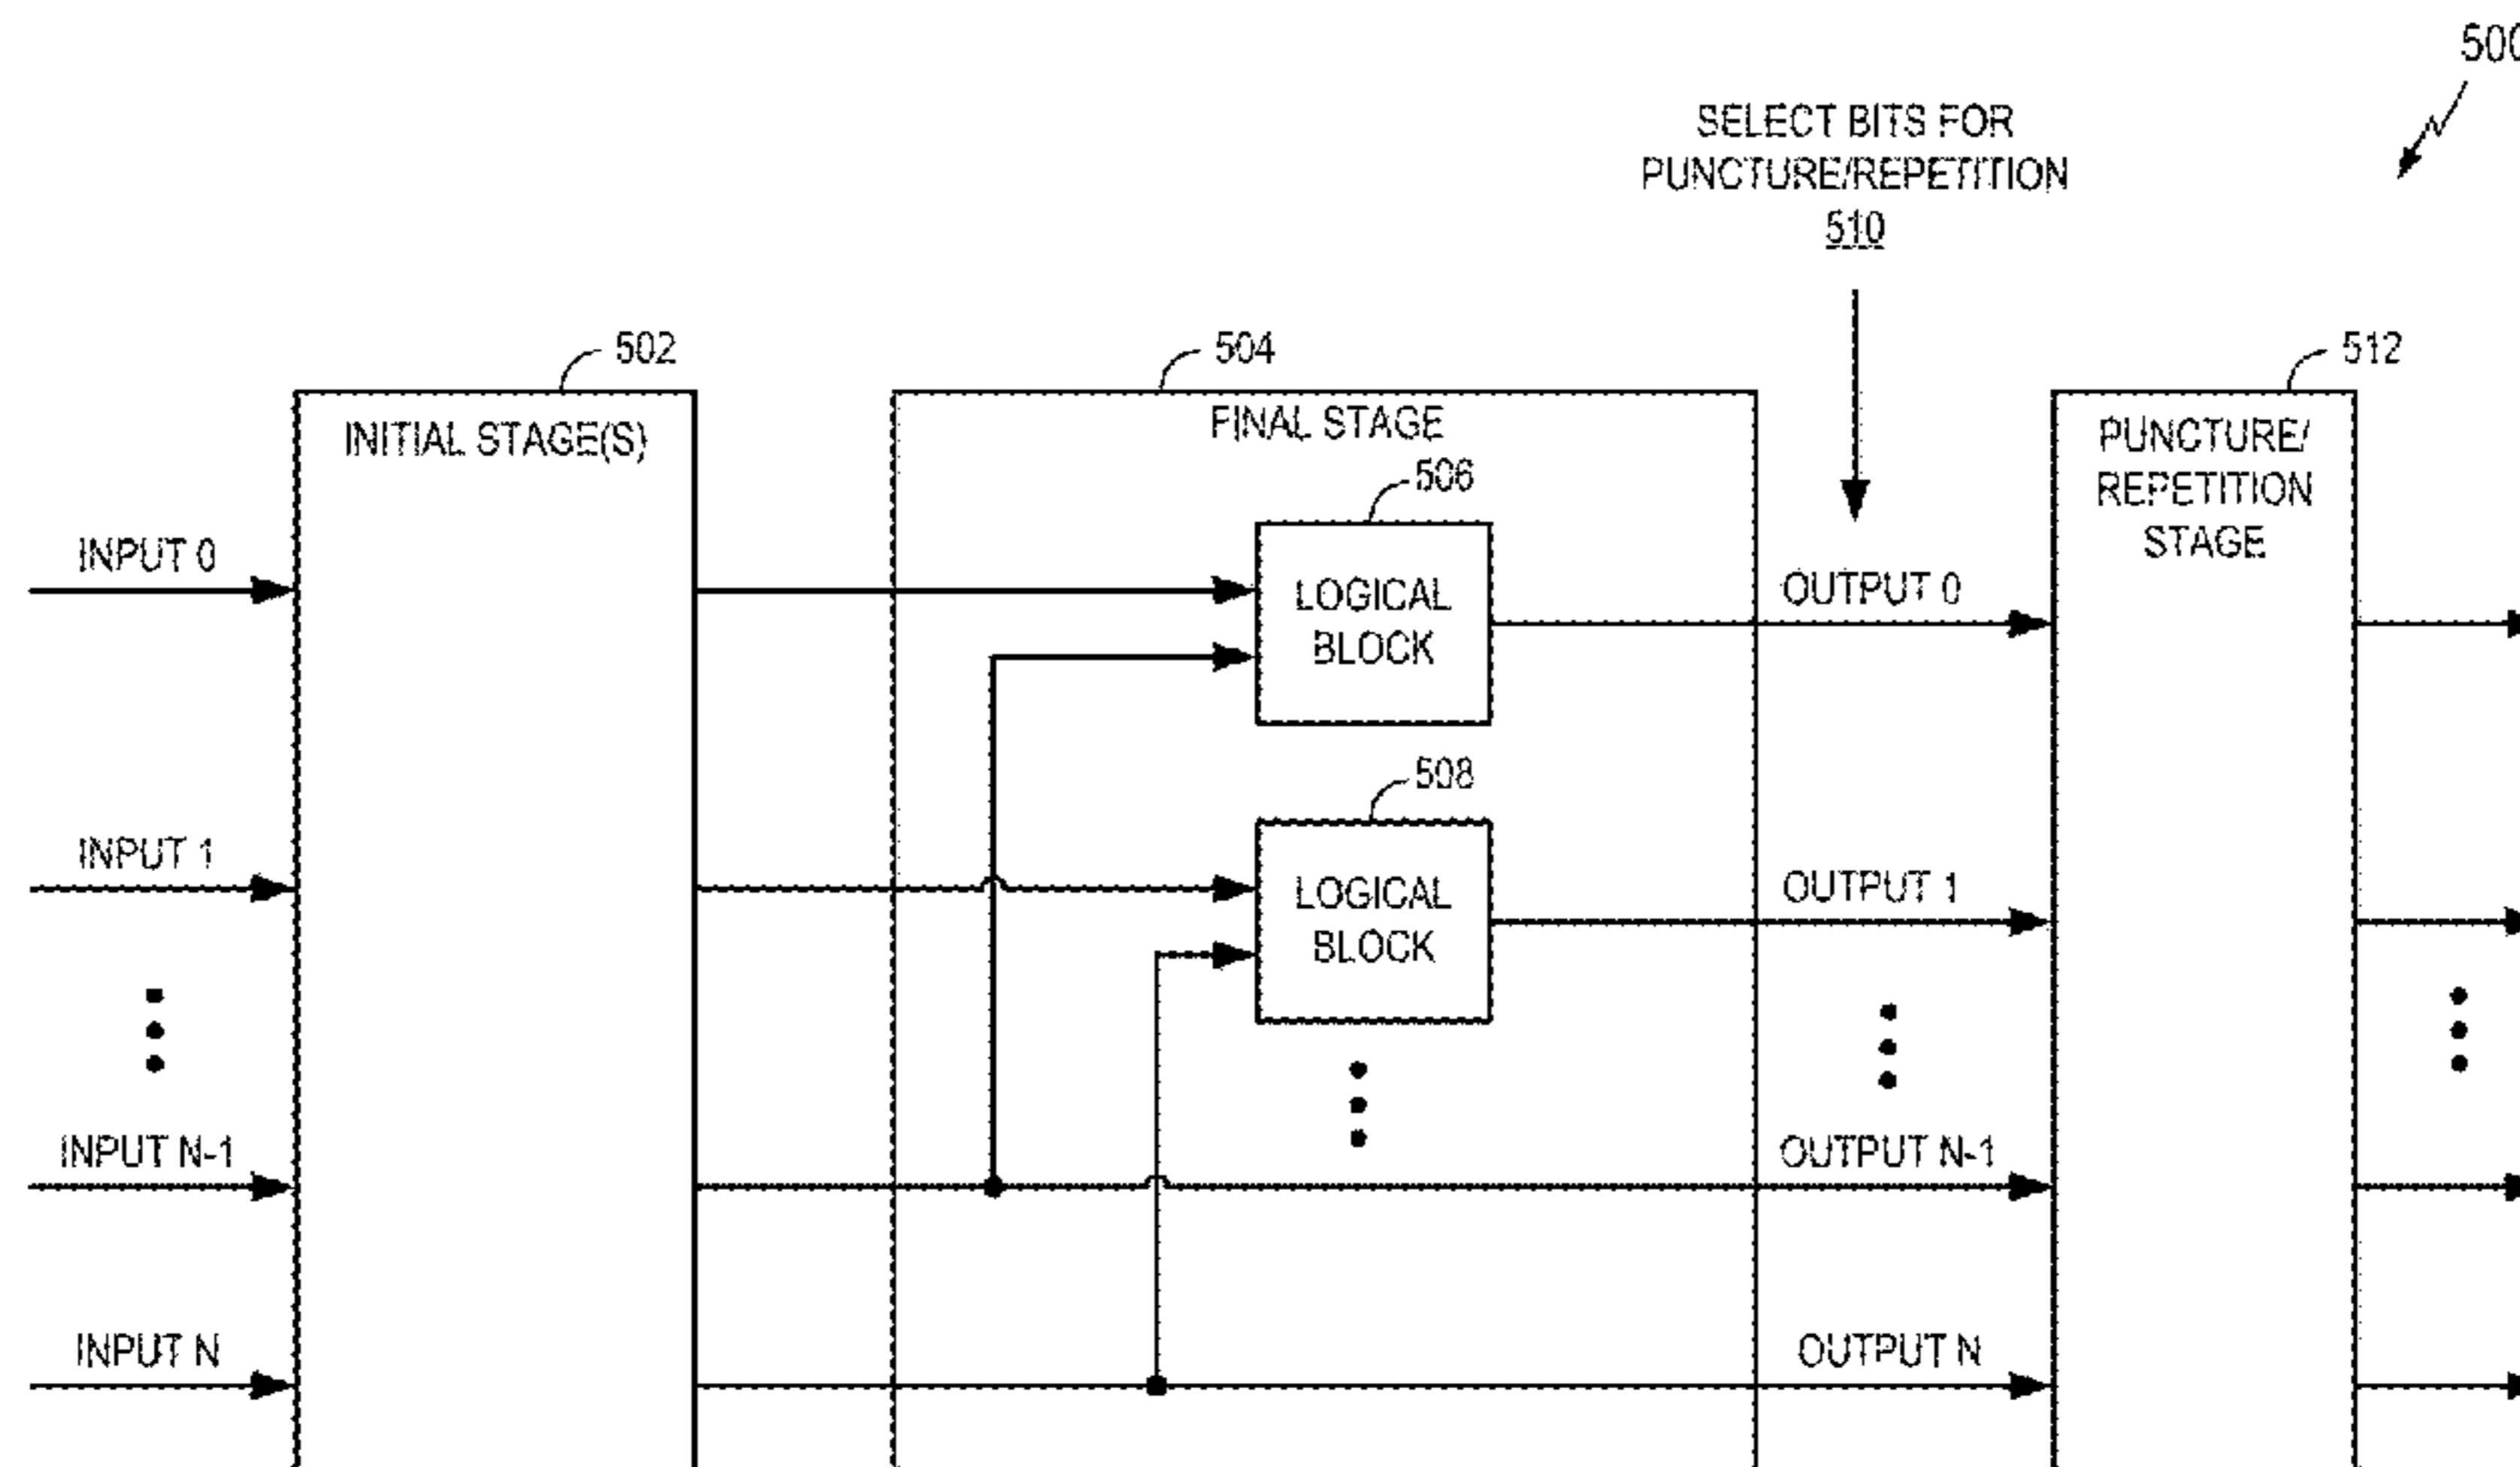 500
SELECT BITS FOR
PUNCTURE/REPETITION
510
502
504
512
INITIAL STAGE(S)
FINAL STAGE
PUNCTURE/
REPETITION
STAGE
506
INPUT 0
LOGICAL
BLOCK
OUTPUT 0
508
INPUT 1
LOGICAL
BLOCK
OUTPUT 1
INPUT N-1
OUTPUT N-1
INPUT N
OUTPUT N